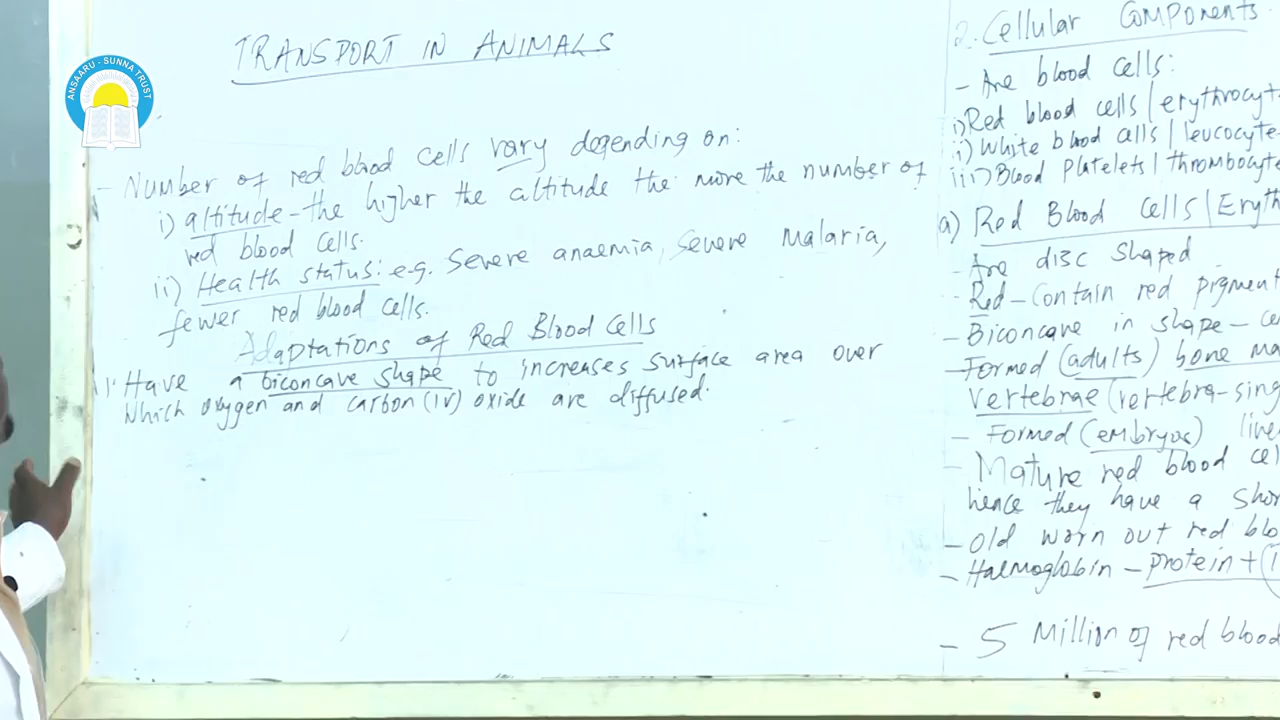 TRANSPORT IN ANIMALS
ANSAARU - SUNNA TRUST
- Number of red blood cells vary depending on:
i) altitude - the higher the altitude the more the number of
red blood cells.
ii) Health status: e.g. Severe anaemia, Severe Malaria,
fewer red blood cells.
Adaptations of Red Blood Cells
1. Have a biconcave shape to increases surface area over
which oxygen and carbon (IV) oxide are diffused.
2. Cellular Components.
- Are blood cells:
i) Red blood cells / erythrocyt
ii) White blood cells / leucocyte
iii) Blood Platelets / thrombocyte
a) Red Blood Cells / Eryth
- Are disc shaped
- Red - contain red pigment
- Biconcave in shape - ce
- Formed (adults) bone ma
vertebrae (vertebra - sing
- Formed (embryos) live
- Mature red blood cel
hence they have a shor
- Old worn out red blo
- Haemoglobin - protein + (
- 5 Million of red blood